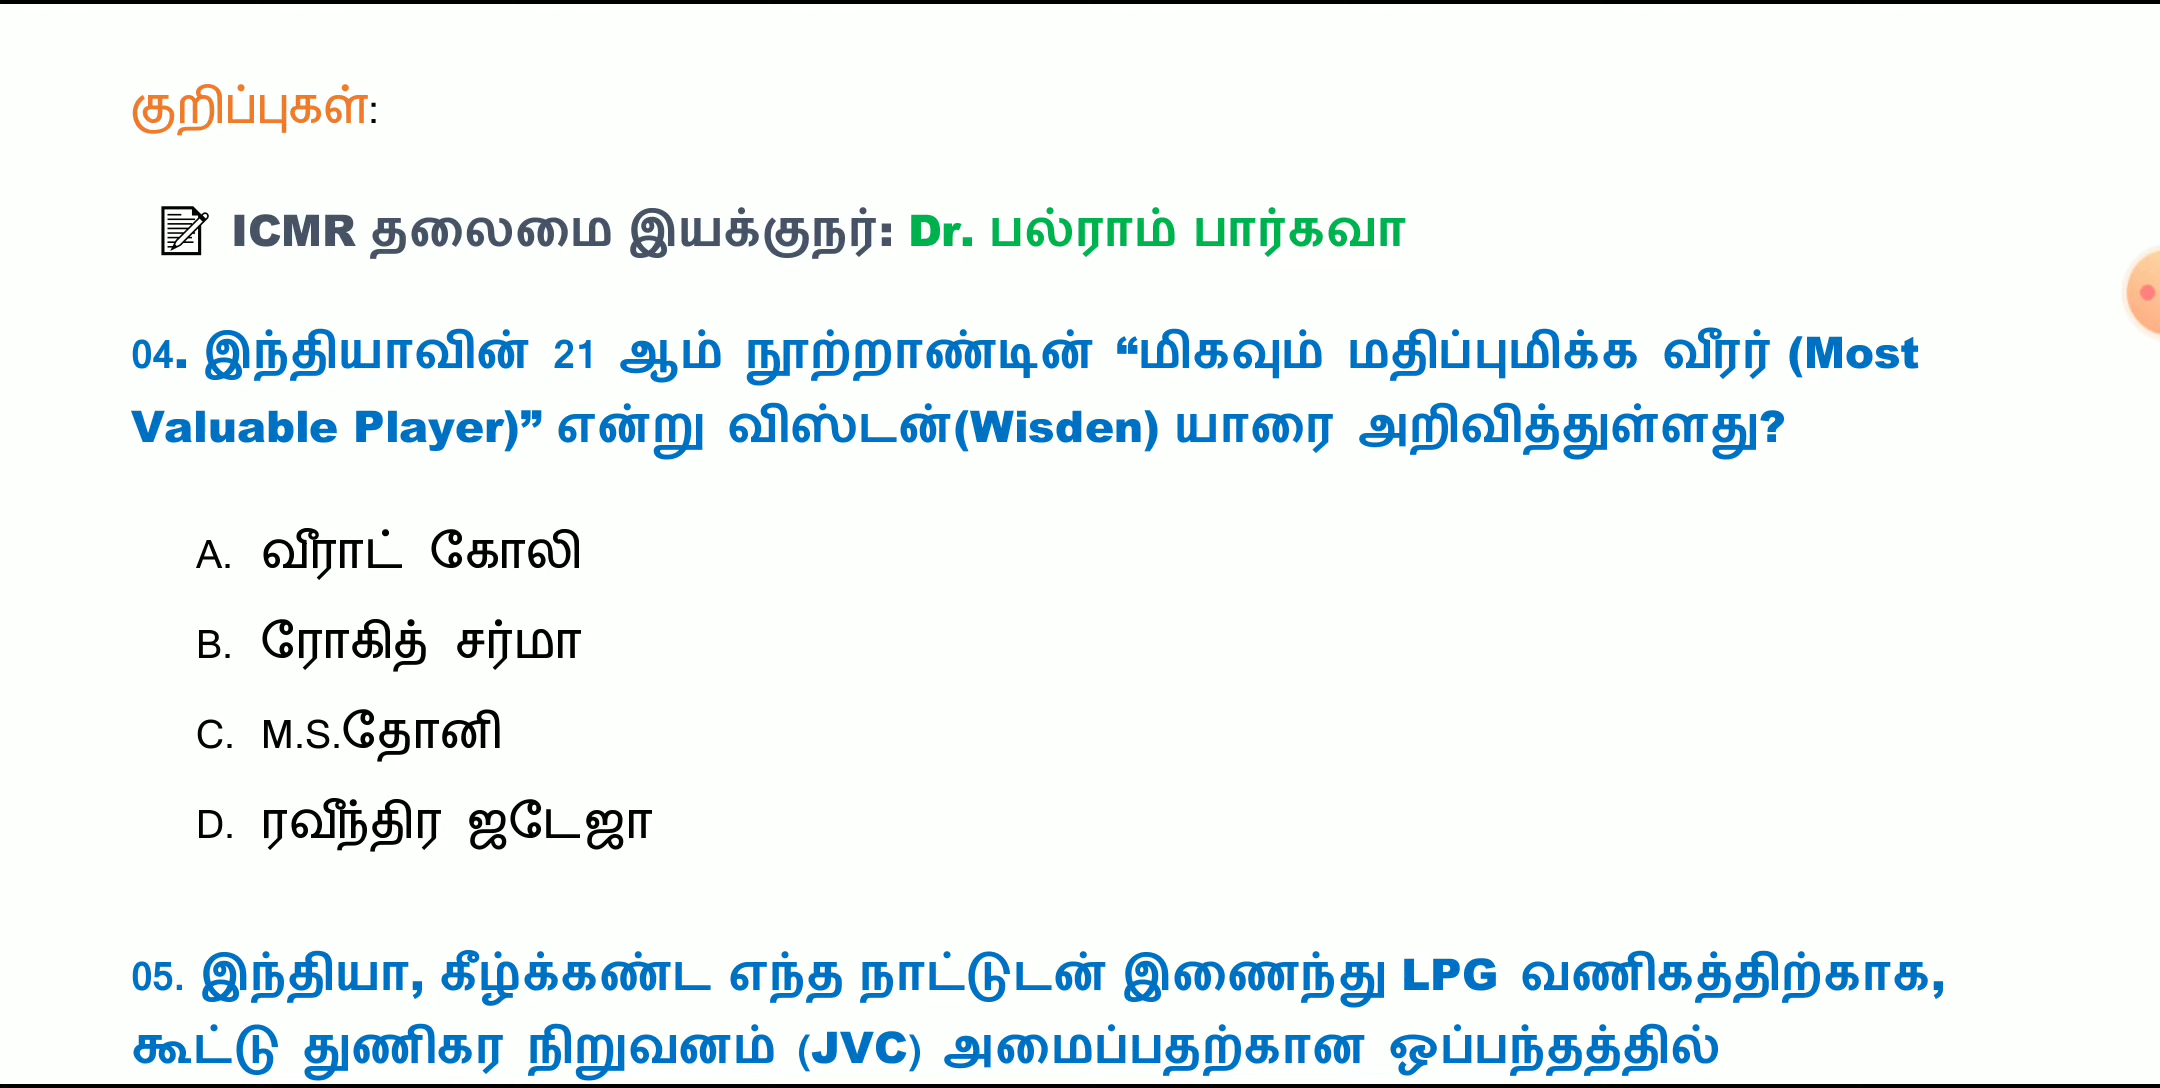 குறிப்புகள்:
ICMR தலைமை இயக்குநர்: Dr. பல்ராம் பார்கவா
04. இந்தியாவின் 21 ஆம் நூற்றாண்டின் “மிகவும் மதிப்புமிக்க வீரர் (Most
Valuable Player)” என்று விஸ்டன்(Wisden) யாரை அறிவித்துள்ளது?
A. வீராட் கோலி
B. ரோகித் சர்மா
C. M.S.தோனி
D. ரவீந்திர ஜடேஜா
05. இந்தியா, கீழ்க்கண்ட எந்த நாட்டுடன் இணைந்து LPG வணிகத்திற்காக,
கூட்டு துணிகர நிறுவனம் (JVC) அமைப்பதற்கான ஒப்பந்தத்தில்